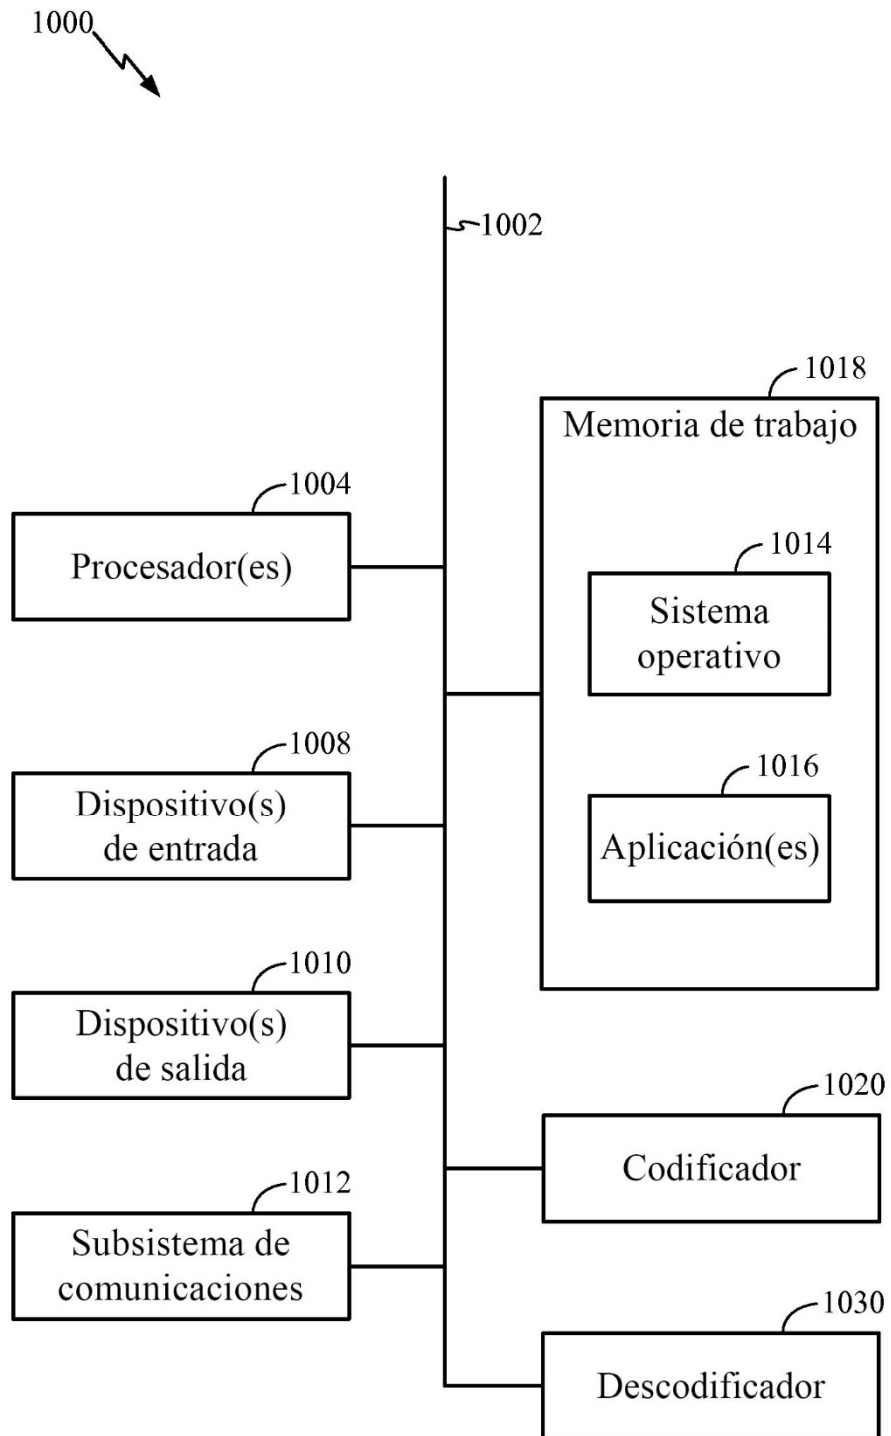 1000
1002
1018
Memoria de trabajo
1004
Procesador(es)
1014
Sistema
operativo
1008
Dispositivo(s)
de entrada
1016
Aplicación(es)
1010
Dispositivo(s)
de salida
1020
Codificador
1012
Subsistema de
comunicaciones
1030
Descodificador